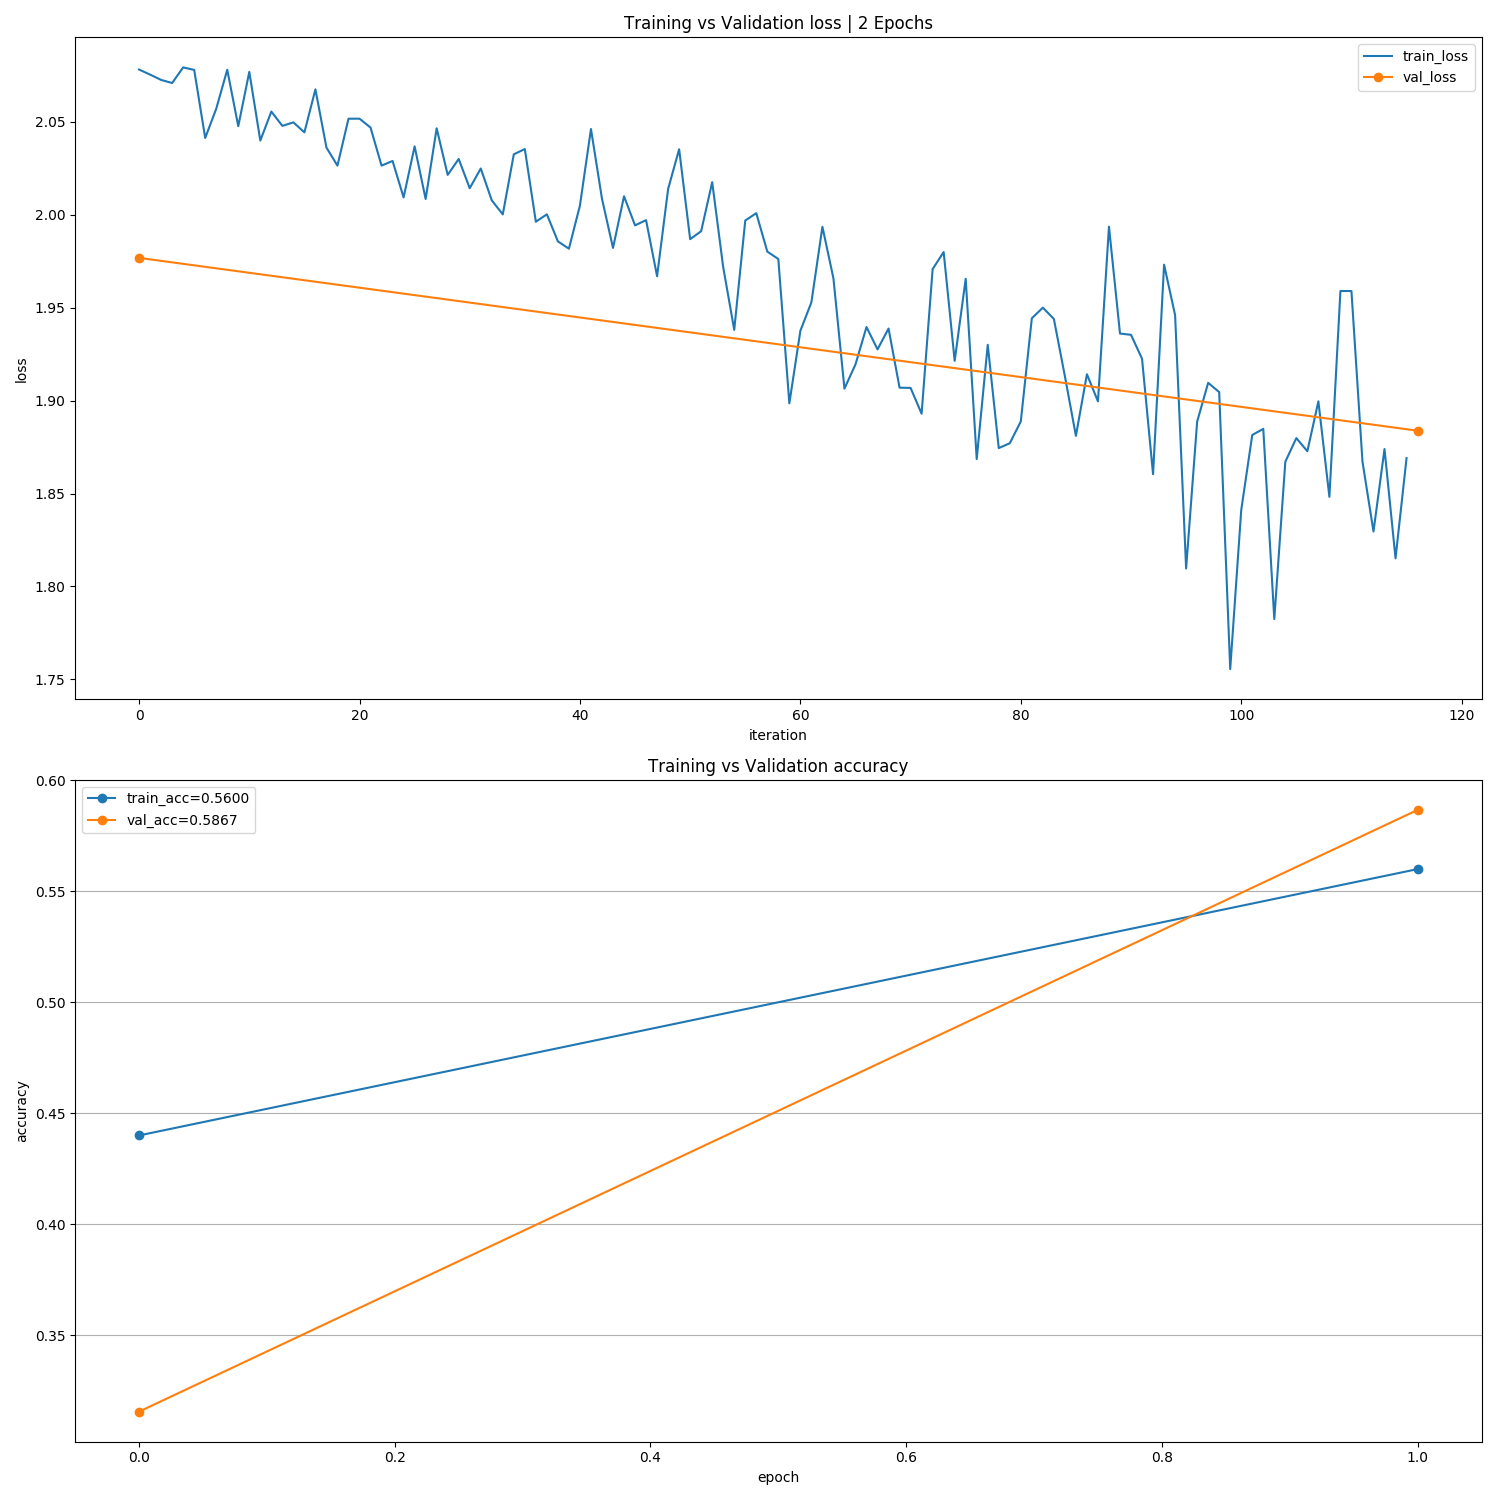 Training vs Validation loss | 2 Epochs
train_loss
val_loss
2.05
2.00
1.95
1.90
1.85
1.80
1.75
loss
0 20 40 60 80 100 120
iteration
Training vs Validation accuracy
train_acc=0.5600
val_acc=0.5867
0.60
0.55
0.50
0.45
0.40
0.35
accuracy
0.0 0.2 0.4 0.6 0.8 1.0
epoch